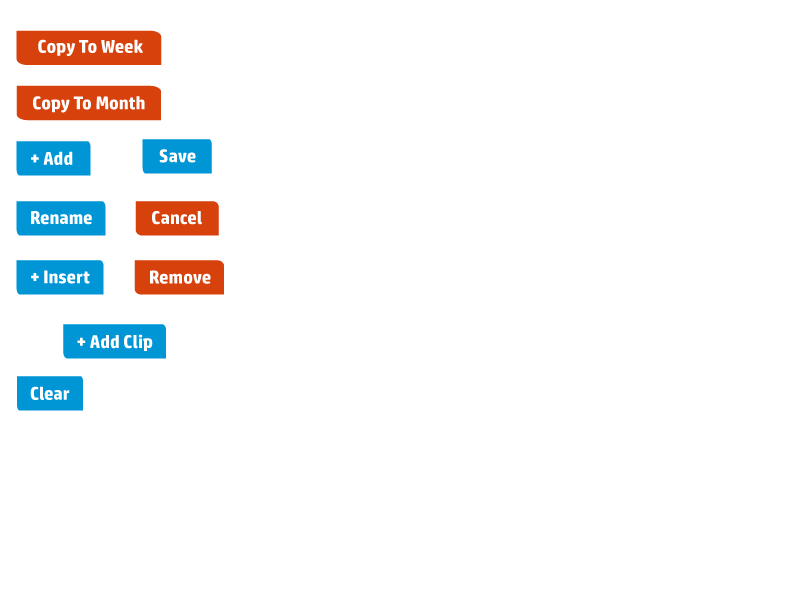 Copy To Week
Copy To Month
+ Add
Save
Rename
Cancel
+ Insert
Remove
+ Add Clip
Clear